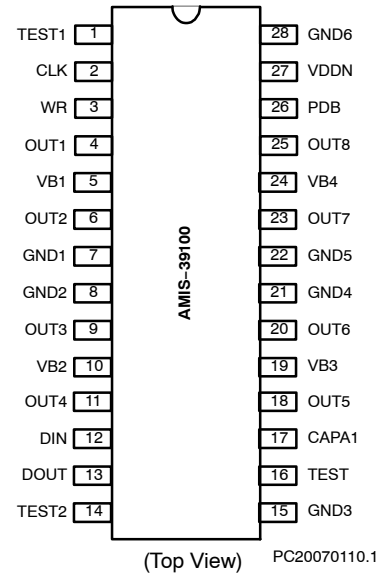 TEST1 1 28 GND6
CLK 2 27 VDDN
WR 3 26 PDB
OUT1 4 25 OUT8
VB1 5 24 VB4
OUT2 6 23 OUT7
GND1 7 22 GND5
GND2 8 21 GND4
OUT3 9 20 OUT6
VB2 10 19 VB3
OUT4 11 18 OUT5
DIN 12 17 CAPA1
DOUT 13 16 TEST
TEST2 14 15 GND3
AMIS−39100
(Top View) PC20070110.1